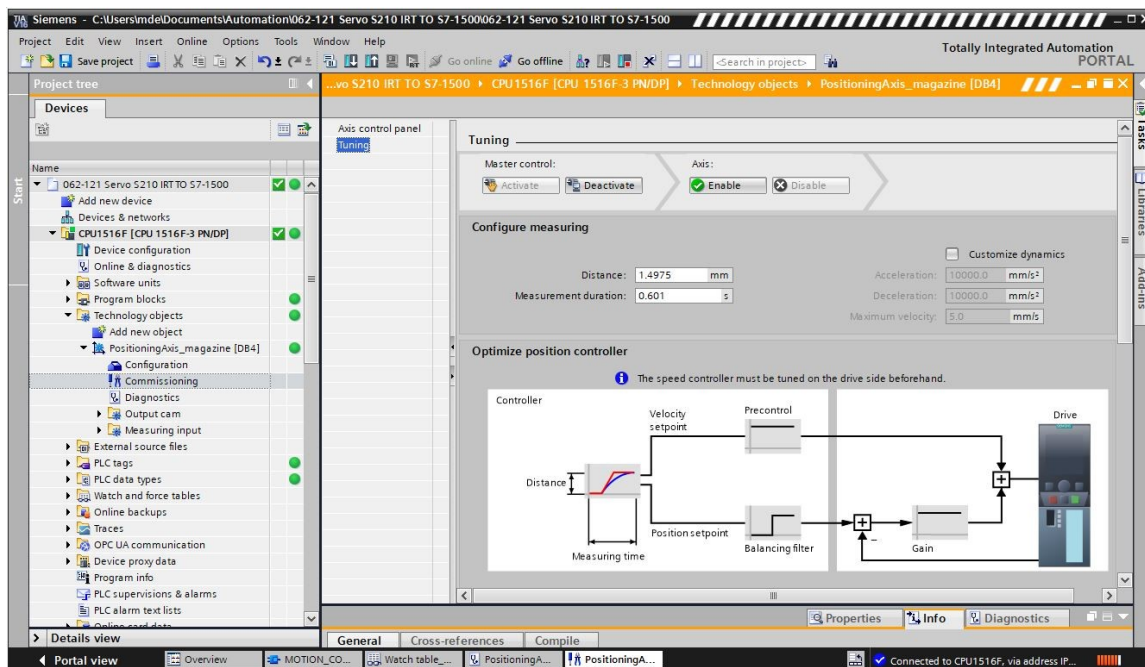 Siemens - C:\Users\mde\Documents\Automation\062-121 Servo S210 IRT TO S7-1500\062-121 Servo S210 IRT TO S7-1500
Project Edit View Insert Online Options Tools Window Help
Totally Integrated Automation
PORTAL
Save project
Go online
Go offline
<Search in project>
Project tree
...vo S210 IRT TO S7-1500 CPU1516F [CPU 1516F-3 PN/DP] Technology objects PositioningAxis_magazine [DB4]
Devices
Name
062-121 Servo S210 IRT TO S7-1500
Add new device
Devices & networks
CPU1516F [CPU 1516F-3 PN/DP]
Device configuration
Online & diagnostics
Software units
Program blocks
Technology objects
Add new object
PositioningAxis_magazine [DB4]
Configuration
Commissioning
Diagnostics
Output cam
Measuring input
External source files
PLC tags
PLC data types
Watch and force tables
Online backups
Traces
OPC UA communication
Device proxy data
Program info
PLC supervisions & alarms
PLC alarm text lists
Online card data
Details view
Start
Axis control panel
Tuning
Tuning
Master control:
Axis:
Activate
Deactivate
Enable
Disable
Configure measuring
Customize dynamics
Distance: 1.4975 mm
Acceleration: 10000.0 mm/s²
Measurement duration: 0.601 s
Deceleration: 10000.0 mm/s²
Maximum velocity: 5.0 mm/s
Optimize position controller
The speed controller must be tuned on the drive side beforehand.
Controller
Velocity
setpoint
Precontrol
Drive
Distance
Position setpoint
Measuring time
Balancing filter
Gain
Tasks
Libraries
Add-ins
Properties
Info
Diagnostics
General
Cross-references
Compile
Portal view
Overview
MOTION_CO...
Watch table_...
PositioningA...
PositioningA...
Connected to CPU1516F, via address IP...